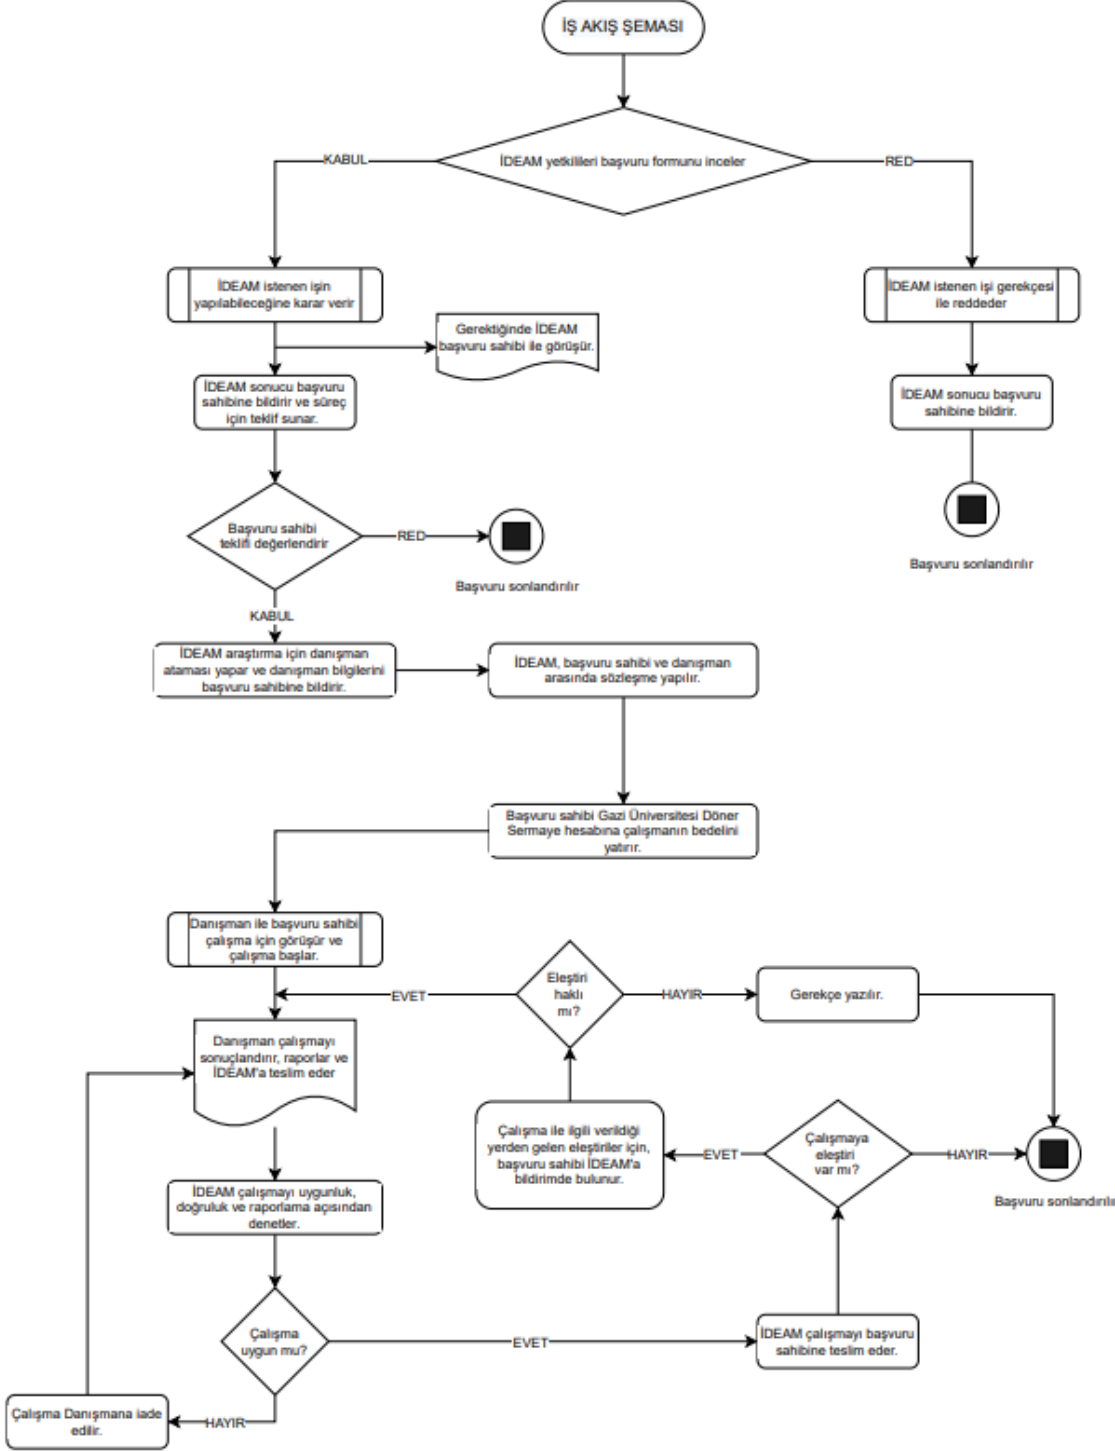 İŞ AKIŞ ŞEMASI
İDEAM yetkilileri başvuru formunu inceler
KABUL
RED
İDEAM istenen işin
yapılabileceğine karar verir
İDEAM istenen işi gerekçesi
ile reddeder
Gerektiğinde İDEAM
başvuru sahibi ile görüşür.
İDEAM sonucu başvuru
sahibine bildirir ve süreç
için teklif sunar.
İDEAM sonucu başvuru
sahibine bildirir.
Başvuru sahibi
teklifi değerlendirir
RED
Başvuru sonlandırılır
Başvuru sonlandırılır
KABUL
İDEAM araştırma için danışman
ataması yapar ve danışman bilgilerini
başvuru sahibine bildirir.
İDEAM, başvuru sahibi ve danışman
arasında sözleşme yapılır.
Başvuru sahibi Gazi Üniversitesi Döner
Sermaye hesabına çalışmanın bedelini
yatırır.
Danışman ile başvuru sahibi
çalışma için görüşür ve
çalışma başlar.
Eleştiri
haklı
mı?
EVET
HAYIR
Gerekçe yazılır.
Danışman çalışmayı
sonuçlandırır, raporlar ve
İDEAM'a teslim eder
Çalışma ile ilgili verildiği
yerden gelen eleştiriler için,
başvuru sahibi İDEAM'a
bildirimde bulunur.
EVET
Çalışmaya
eleştiri
var mı?
HAYIR
Başvuru sonlandırılır
İDEAM çalışmayı uygunluk,
doğruluk ve raporlama açısından
denetler.
Çalışma
uygun mu?
EVET
İDEAM çalışmayı başvuru
sahibine teslim eder.
HAYIR
Çalışma Danışmana iade
edilir.